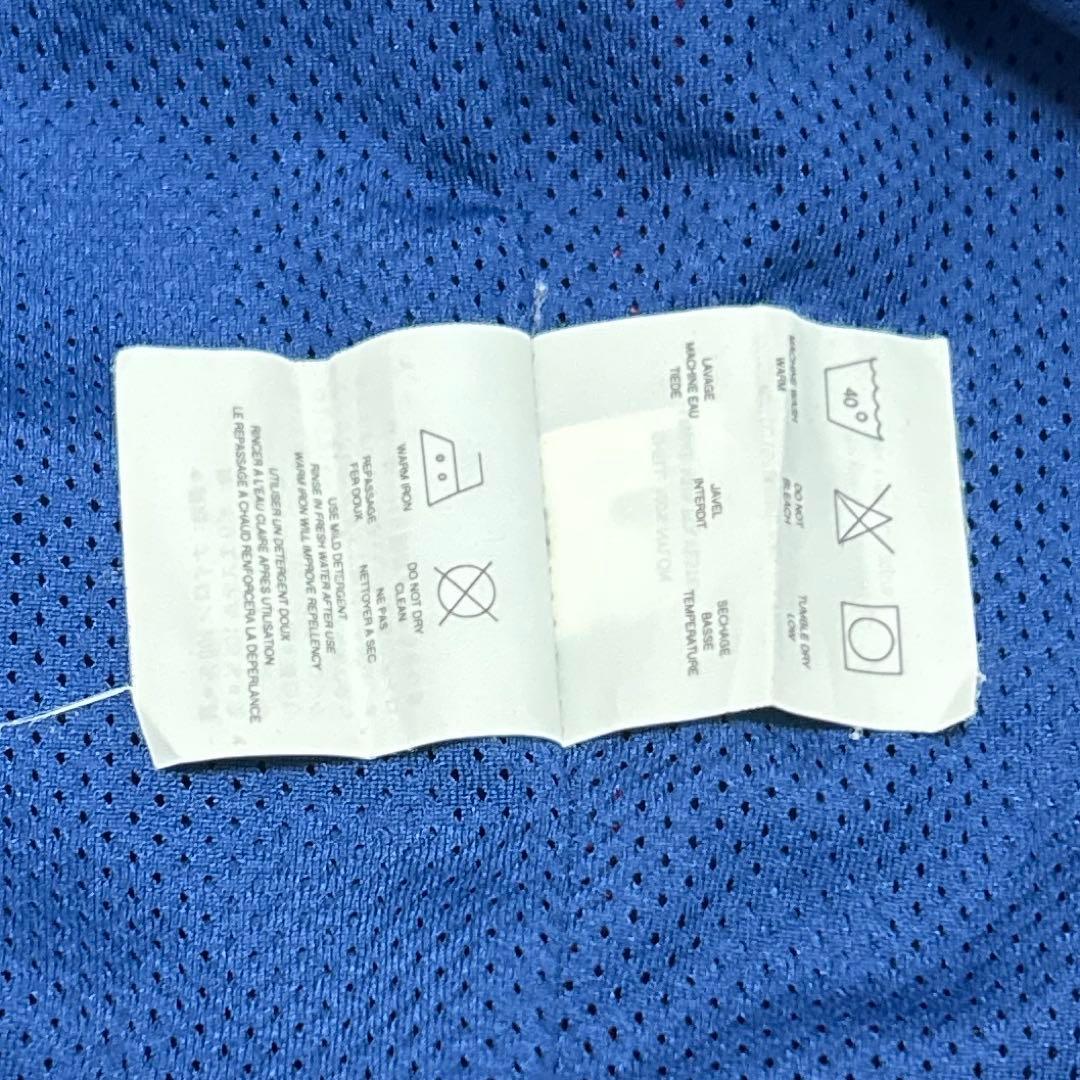 40°
MACHINE WASH
WARM
DO NOT
BLEACH
TUMBLE DRY
LOW
LAVAGE
MACHINE EAU
TIEDE
JAVEL
INTERDIT
SECHAGE
BASSE
TEMPERATURE
WARM IRON
DO NOT DRY
CLEAN
REPASSAGE
FER DOUX
NE PAS
NETTOYER A SEC
USE MILD DETERGENT
RINSE IN FRESH WATER AFTER USE
WARM IRON WILL IMPROVE REPELLENCY
UTILISER UN DETERGENT DOUX
RINCER À L'EAU CLAIRE APRES UTILISATION
LE REPASSAGE A CHAUD RENFORCERA LA DEPERLANCE